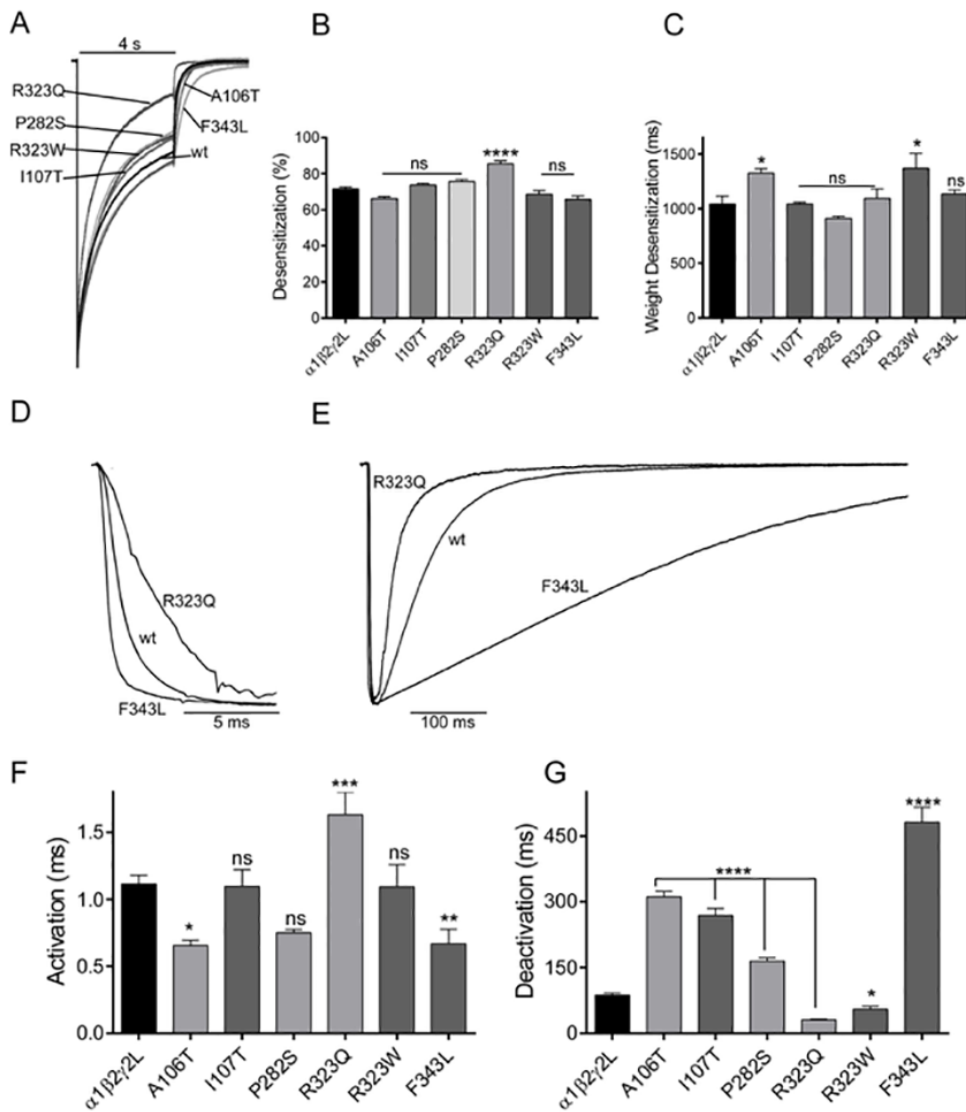 A
4 s
R323Q
P282S
R323W
I107T
A106T
F343L
wt
B
Desensitization (%)
100
80
60
40
20
0
ns
****
ns
α1β2γ2L
A106T
I107T
P282S
R323Q
R323W
F343L
C
Weight Desensitization (ms)
1500
1000
500
0
*
ns
*
ns
α1β2γ2L
A106T
I107T
P282S
R323Q
R323W
F343L
D
R323Q
wt
F343L
5 ms
E
R323Q
wt
F343L
100 ms
F
Activation (ms)
1.5
1.0
0.5
0.0
*
ns
ns
***
ns
**
α1β2γ2L
A106T
I107T
P282S
R323Q
R323W
F343L
G
Deactivation (ms)
450
300
150
0
****
*
****
α1β2γ2L
A106T
I107T
P282S
R323Q
R323W
F343L